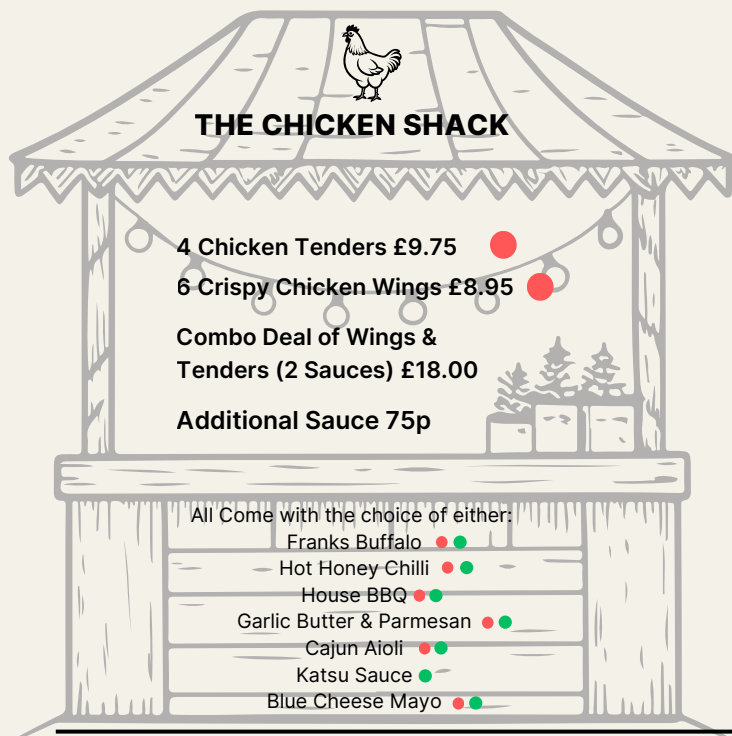 THE CHICKEN SHACK
4 Chicken Tenders £9.75
6 Crispy Chicken Wings £8.95
Combo Deal of Wings &
Tenders (2 Sauces) £18.00
Additional Sauce 75p
All Come with the choice of either:
Franks Buffalo
Hot Honey Chilli
House BBQ
Garlic Butter & Parmesan
Cajun Aioli
Katsu Sauce
Blue Cheese Mayo